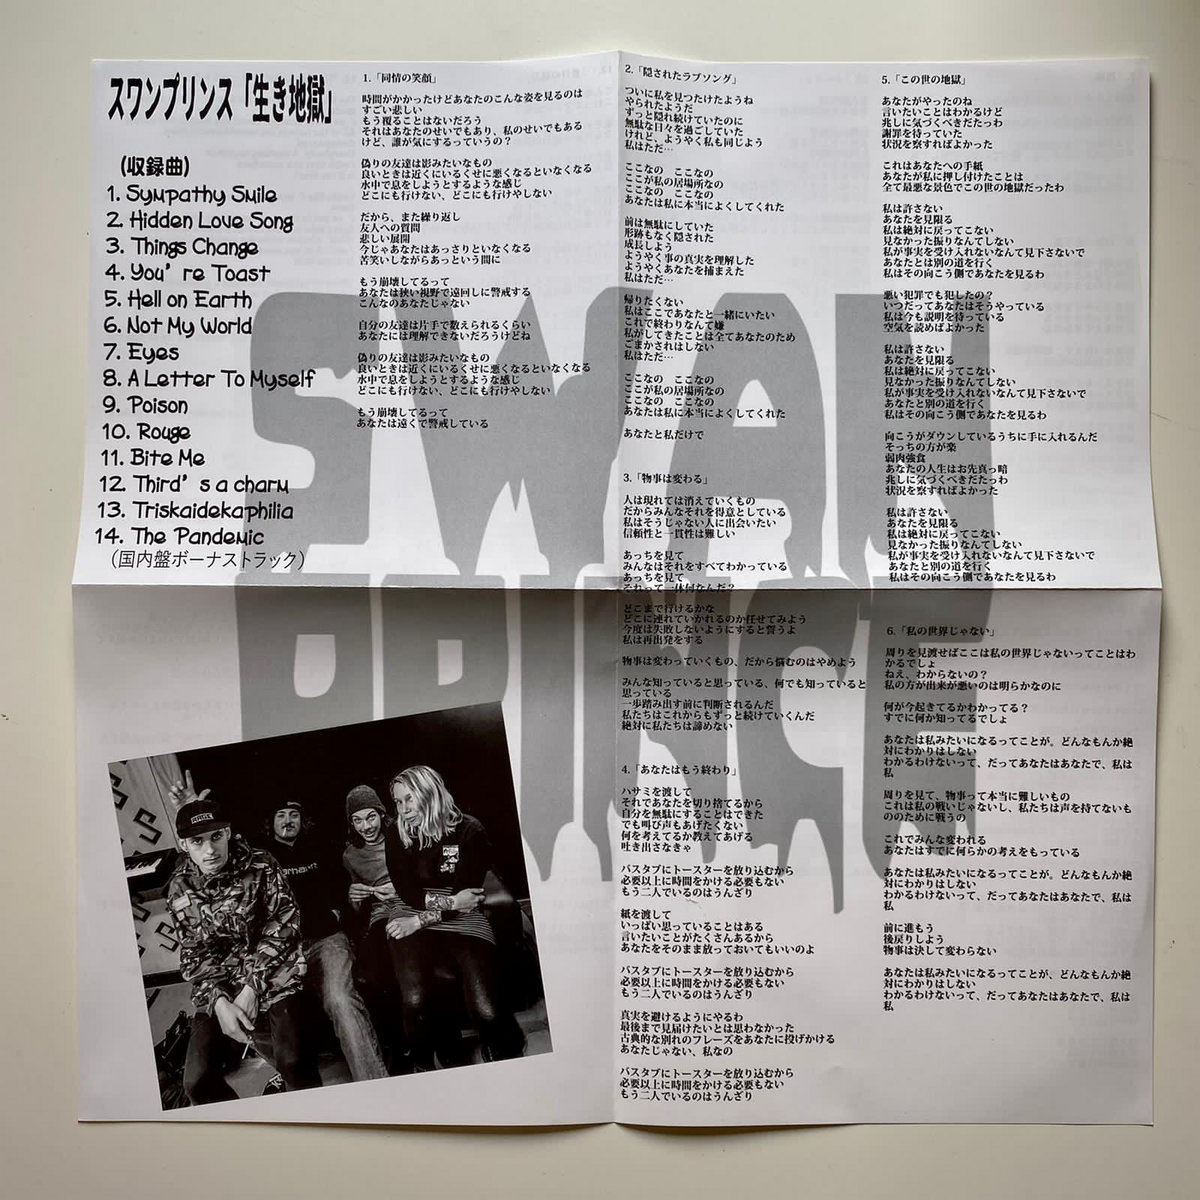 スワンプリンス「生き地獄」
(収録曲)
1. Sympathy Smile
2. Hidden Love Song
3. Things Change
4. You're Toast
5. Hell on Earth
6. Not My World
7. Eyes
8. A Letter To Myself
9. Poison
10. Rouge
11. Bite Me
12. Third's a charm
13. Triskaidekaphilia
14. The Pandemic
(国内盤ボーナストラック)
1.「同情の笑顔」
時間がかかったけどあなたのこんな姿を見るのは
すごい悲しい
もう覆ることはないだろう
それはあなたのせいでもあり、私のせいでもある
けど、誰が気にするっていうの？
偽りの友達は影みたいなもの
良いときは近くにいるくせに悪くなるといなくなる
水中で息をしようとするような感じ
どこにも行けない、どこにも行けやしない
だから、また繰り返し
友人への質問
悲しい展開
今じゃあなたはあっさりといなくなる
苦笑いしながらあっという間に
もう崩壊してるって
あなたは狭い視野で遠回しに警戒する
こんなのあなたじゃない
自分の友達は片手で数えられるくらい
あなたには理解できないだろうけどね
偽りの友達は影みたいなもの
良いときは近くにいるくせに悪くなるといなくなる
水中で息をしようとするような感じ
どこにも行けない、どこにも行けやしない
もう崩壊してるって
あなたは遠くで警戒している
2.「隠されたラブソング」
ついに私を見つけたようね
やられたようだ
ずっと隠れ続けていたのに
無駄な日々を過ごしていた
けれど、ようやく私も同じよう
私はただ…
ここなの　ここなの
ここが私の居場所なの
ここなの　ここなの
あなたは私に本当によくしてくれた
前は無駄にしていた
形跡もなく隠された
成長しよう
ようやく事の真実を理解した
ようやくあなたを捕まえた
私はただ…
帰りたくない
私はここであなたと一緒にいたい
これで終わりなんて嫌
私がしてきたことは全てあなたのため
ごまかされはしない
私はただ…
ここなの　ここなの
ここが私の居場所なの
ここなの　ここなの
あなたは私に本当によくしてくれた
あなたと私だけで
3.「物事は変わる」
人は現れては消えていくもの
だからみんなそれを得意としている
私はそうじゃない人に出会いたい
信頼性と一貫性は難しい
あっちを見て
みんなはそれをすべてわかっている
あっちを見て
それって一体何なんだ？
どこまで行けるかな
どこに連れていかれるのか任せてみよう
今度は失敗しないようにすると誓うよ
私は再出発をする
物事は変わっていくもの、だから悩むのはやめよう
みんな知っていると思っている、何でも知っていると
思っている
一歩踏み出す前に判断されるんだ
私たちはこれからもずっと続けていくんだ
絶対に私たちは諦めない
4.「あなたはもう終わり」
ハサミを渡して
それであなたを切り捨てるから
自分を無駄にすることはできた
でも叫び声もあげたくない
何を考えてるか教えてあげる
吐き出さなきゃ
バスタブにトースターを放り込むから
必要以上に時間をかける必要もない
もう二人でいるのはうんざり
紙を渡して
いっぱい思っていることはある
言いたいことがたくさんあるから
あなたをそのまま放っておいてもいいのよ
バスタブにトースターを放り込むから
必要以上に時間をかける必要もない
もう二人でいるのはうんざり
真実を避けるようにやるわ
最後まで見届けたいとは思わなかった
古典的な別れのフレーズをあなたに投げかける
あなたじゃない、私なの
バスタブにトースターを放り込むから
必要以上に時間をかける必要もない
もう二人でいるのはうんざり
5.「この世の地獄」
あなたがやったのね
言いたいことはわかるけど
兆しに気づくべきだたっわ
謝罪を待っていた
状況を察すればよかった
これはあなたへの手紙
あなたが私に押し付けたことは
全て最悪な景色でこの世の地獄だったわ
私は許さない
あなたを見限る
私は絶対に戻ってこない
見なかった振りなんてしない
私が事実を受け入れないなんて見下さないで
あなたとは別の道を行く
私はその向こう側であなたを見るわ
悪い犯罪でも犯したの？
いつだってあなたはそうやっている
私は今も説明を待っている
空気を読めばよかった
私は許さない
あなたを見限る
私は絶対に戻ってこない
見なかった振りなんてしない
私が事実を受け入れないなんて見下さないで
あなたと別の道を行く
私はその向こう側であなたを見るわ
向こうがダウンしているうちに手に入れるんだ
そっちの方が楽
弱肉強食
あなたの人生はお先真っ暗
兆しに気づくべきだたっわ
状況を察すればよかった
私は許さない
あなたを見限る
私は絶対に戻ってこない
見なかった振りなんてしない
私が事実を受け入れないなんて見下さないで
あなたと別の道を行く
私はその向こう側であなたを見るわ
6.「私の世界じゃない」
周りを見渡せばここは私の世界じゃないってことはわ
かるでしょ
ねえ、わからないの？
私の方が出来が悪いのは明らかなのに
何が今起きてるかわかってる？
すでに何か知ってるでしょ
あなたは私みたいになるってことが。どんなもんか絶
対にわかりはしない
わかるわけないって、だってあなたはあなたで、私は
私
周りを見て、物事って本当に難しいもの
これは私の戦いじゃないし、私たちは声を持てないも
ののために戦うの
これでみんな変われる
あなたはすでに何らかの考えをもっている
あなたは私みたいになるってことが。どんなもんか絶
対にわかりはしない
わかるわけないって、だってあなたはあなたで、私は
私
前に進もう
後戻りしよう
物事は決して変わらない
あなたは私みたいになるってことが、どんなもんか絶
対にわかりはしない
わかるわけないって、だってあなたはあなたで、私は
私
SWAN
PRINCE